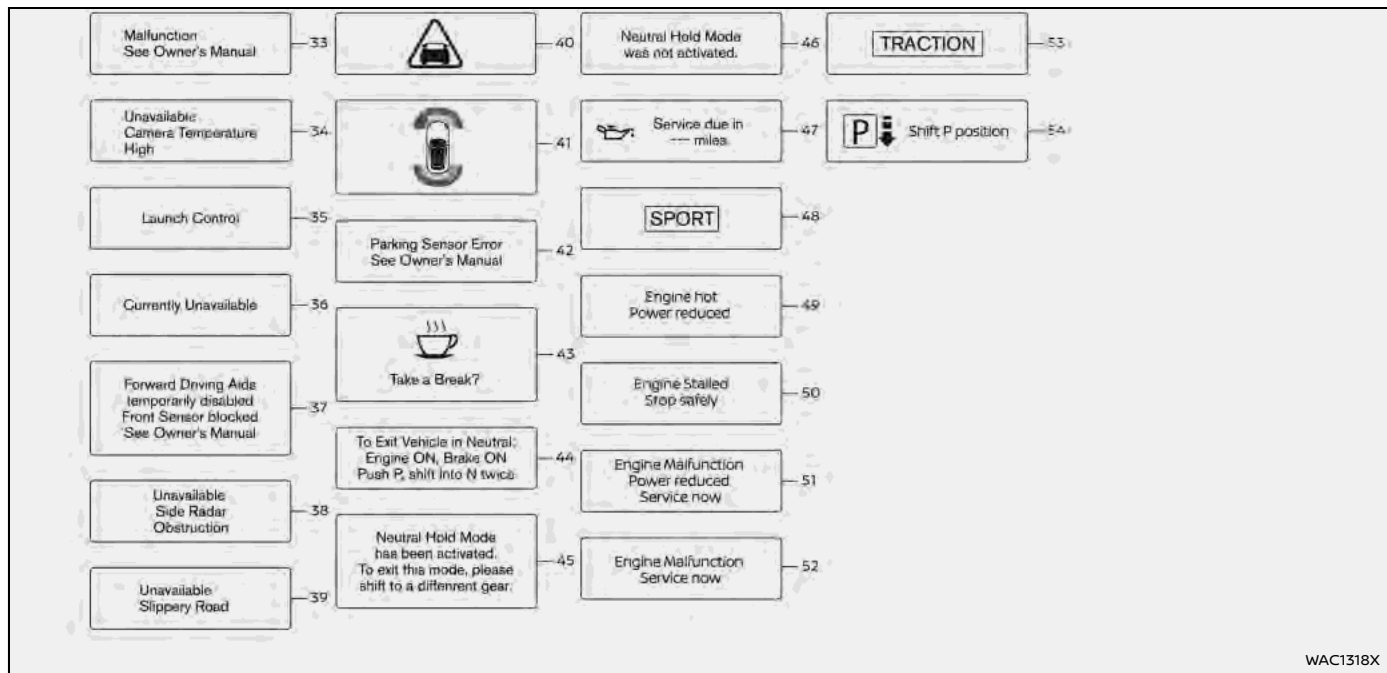 Malfunction
See Owner's Manual
33
Unavailable
Camera Temperature
High
34
Launch Control
35
Currently Unavailable
36
Forward Driving Aids
temporarily disabled
Front Sensor blocked
See Owner's Manual
37
Unavailable
Side Radar
Obstruction
38
Unavailable
Slippery Road
39
40
41
Parking Sensor Error
See Owner's Manual
42
Take a Break?
43
To Exit Vehicle in Neutral:
Engine ON, Brake ON
Push P, shift into N twice
44
Neutral Hold Mode
has been activated.
To exit this mode, please
shift to a diffenrent gear.
45
Neutral Hold Mode
was not activated.
46
Service due in
--- miles
47
SPORT
48
Engine hot
Power reduced
49
Engine Stalled
Stop safely
50
Engine Malfunction
Power reduced
Service now
51
Engine Malfunction
Service now
52
TRACTION
53
P Shift P position
54
WAC1318X